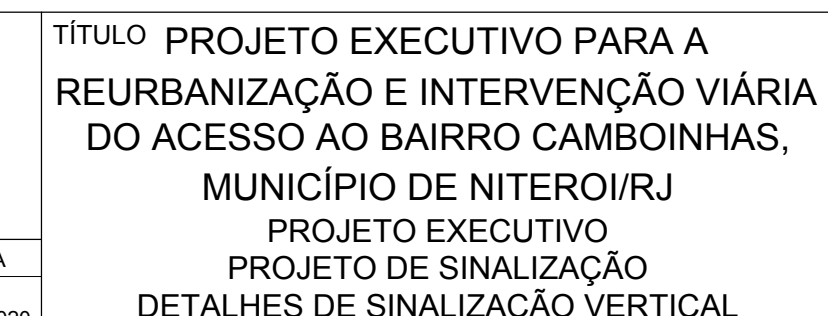 TÍTULO PROJETO EXECUTIVO PARA A
REURBANIZAÇÃO E INTERVENÇÃO VIÁRIA
DO ACESSO AO BAIRRO CAMBOINHAS,
MUNICÍPIO DE NITEROI/RJ
PROJETO EXECUTIVO
PROJETO DE SINALIZAÇÃO
DETALHES DE SINALIZAÇÃO VERTICAL